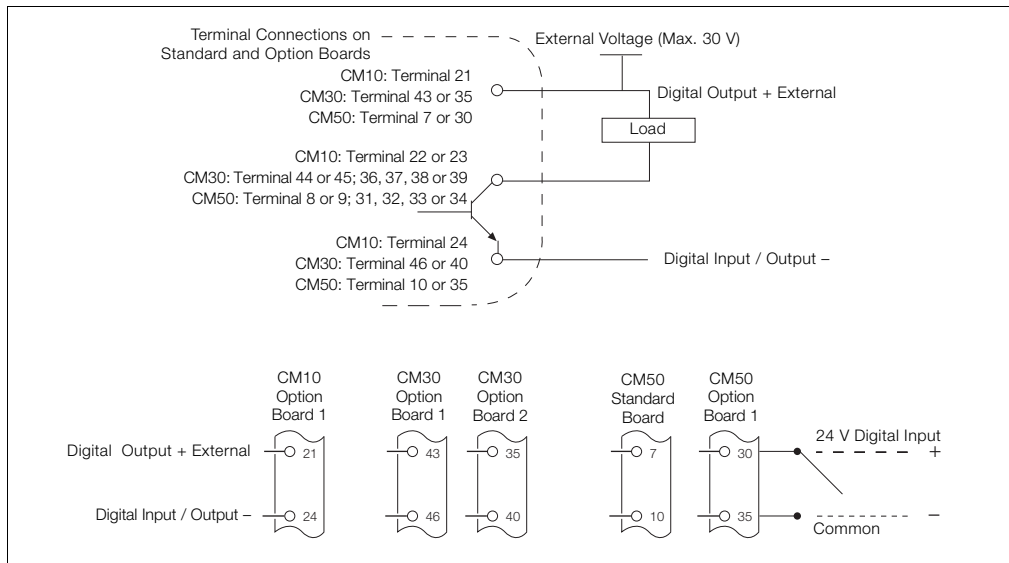 Terminal Connections on
Standard and Option Boards
External Voltage (Max. 30 V)
CM10: Terminal 21
CM30: Terminal 43 or 35
CM50: Terminal 7 or 30
Digital Output + External
Load
CM10: Terminal 22 or 23
CM30: Terminal 44 or 45; 36, 37, 38 or 39
CM50: Terminal 8 or 9; 31, 32, 33 or 34
CM10: Terminal 24
CM30: Terminal 46 or 40
CM50: Terminal 10 or 35
Digital Input / Output –
CM10
Option
Board 1
CM30
Option
Board 1
CM30
Option
Board 2
CM50
Standard
Board
CM50
Option
Board 1
24 V Digital Input
Digital Output + External
21
43
35
7
30
+
Digital Input / Output –
24
46
40
10
35
–
Common